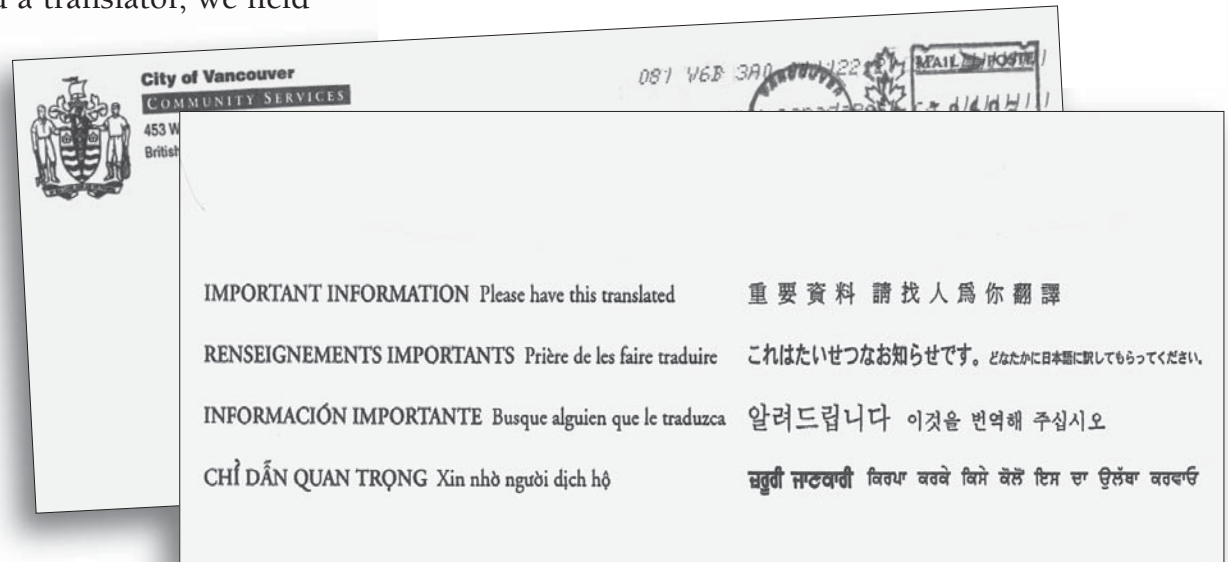 a translator, we held
City of Vancouver
COMMUNITY SERVICES
453 W
British
081 V6B 3A0
VANCOUVER
MAIL POSTE
IMPORTANT INFORMATION Please have this translated
RENSEIGNEMENTS IMPORTANTS Prière de les faire traduire
INFORMACIÓN IMPORTANTE Busque alguien que le traduzca
CHỈ DẪN QUAN TRỌNG Xin nhờ người dịch hộ
重要資料 請找人爲你翻譯
これはたいせつなお知らせです。どなたかに日本語に訳してもらってください。
알려드립니다 이것을 번역해 주십시오
ਜ਼ਰੂਰੀ ਜਾਣਕਾਰੀ ਕਿਰਪਾ ਕਰਕੇ ਕਿਸੇ ਕੋਲੋਂ ਇਸ ਦਾ ਉਲੱਥਾ ਕਰਵਾਓ